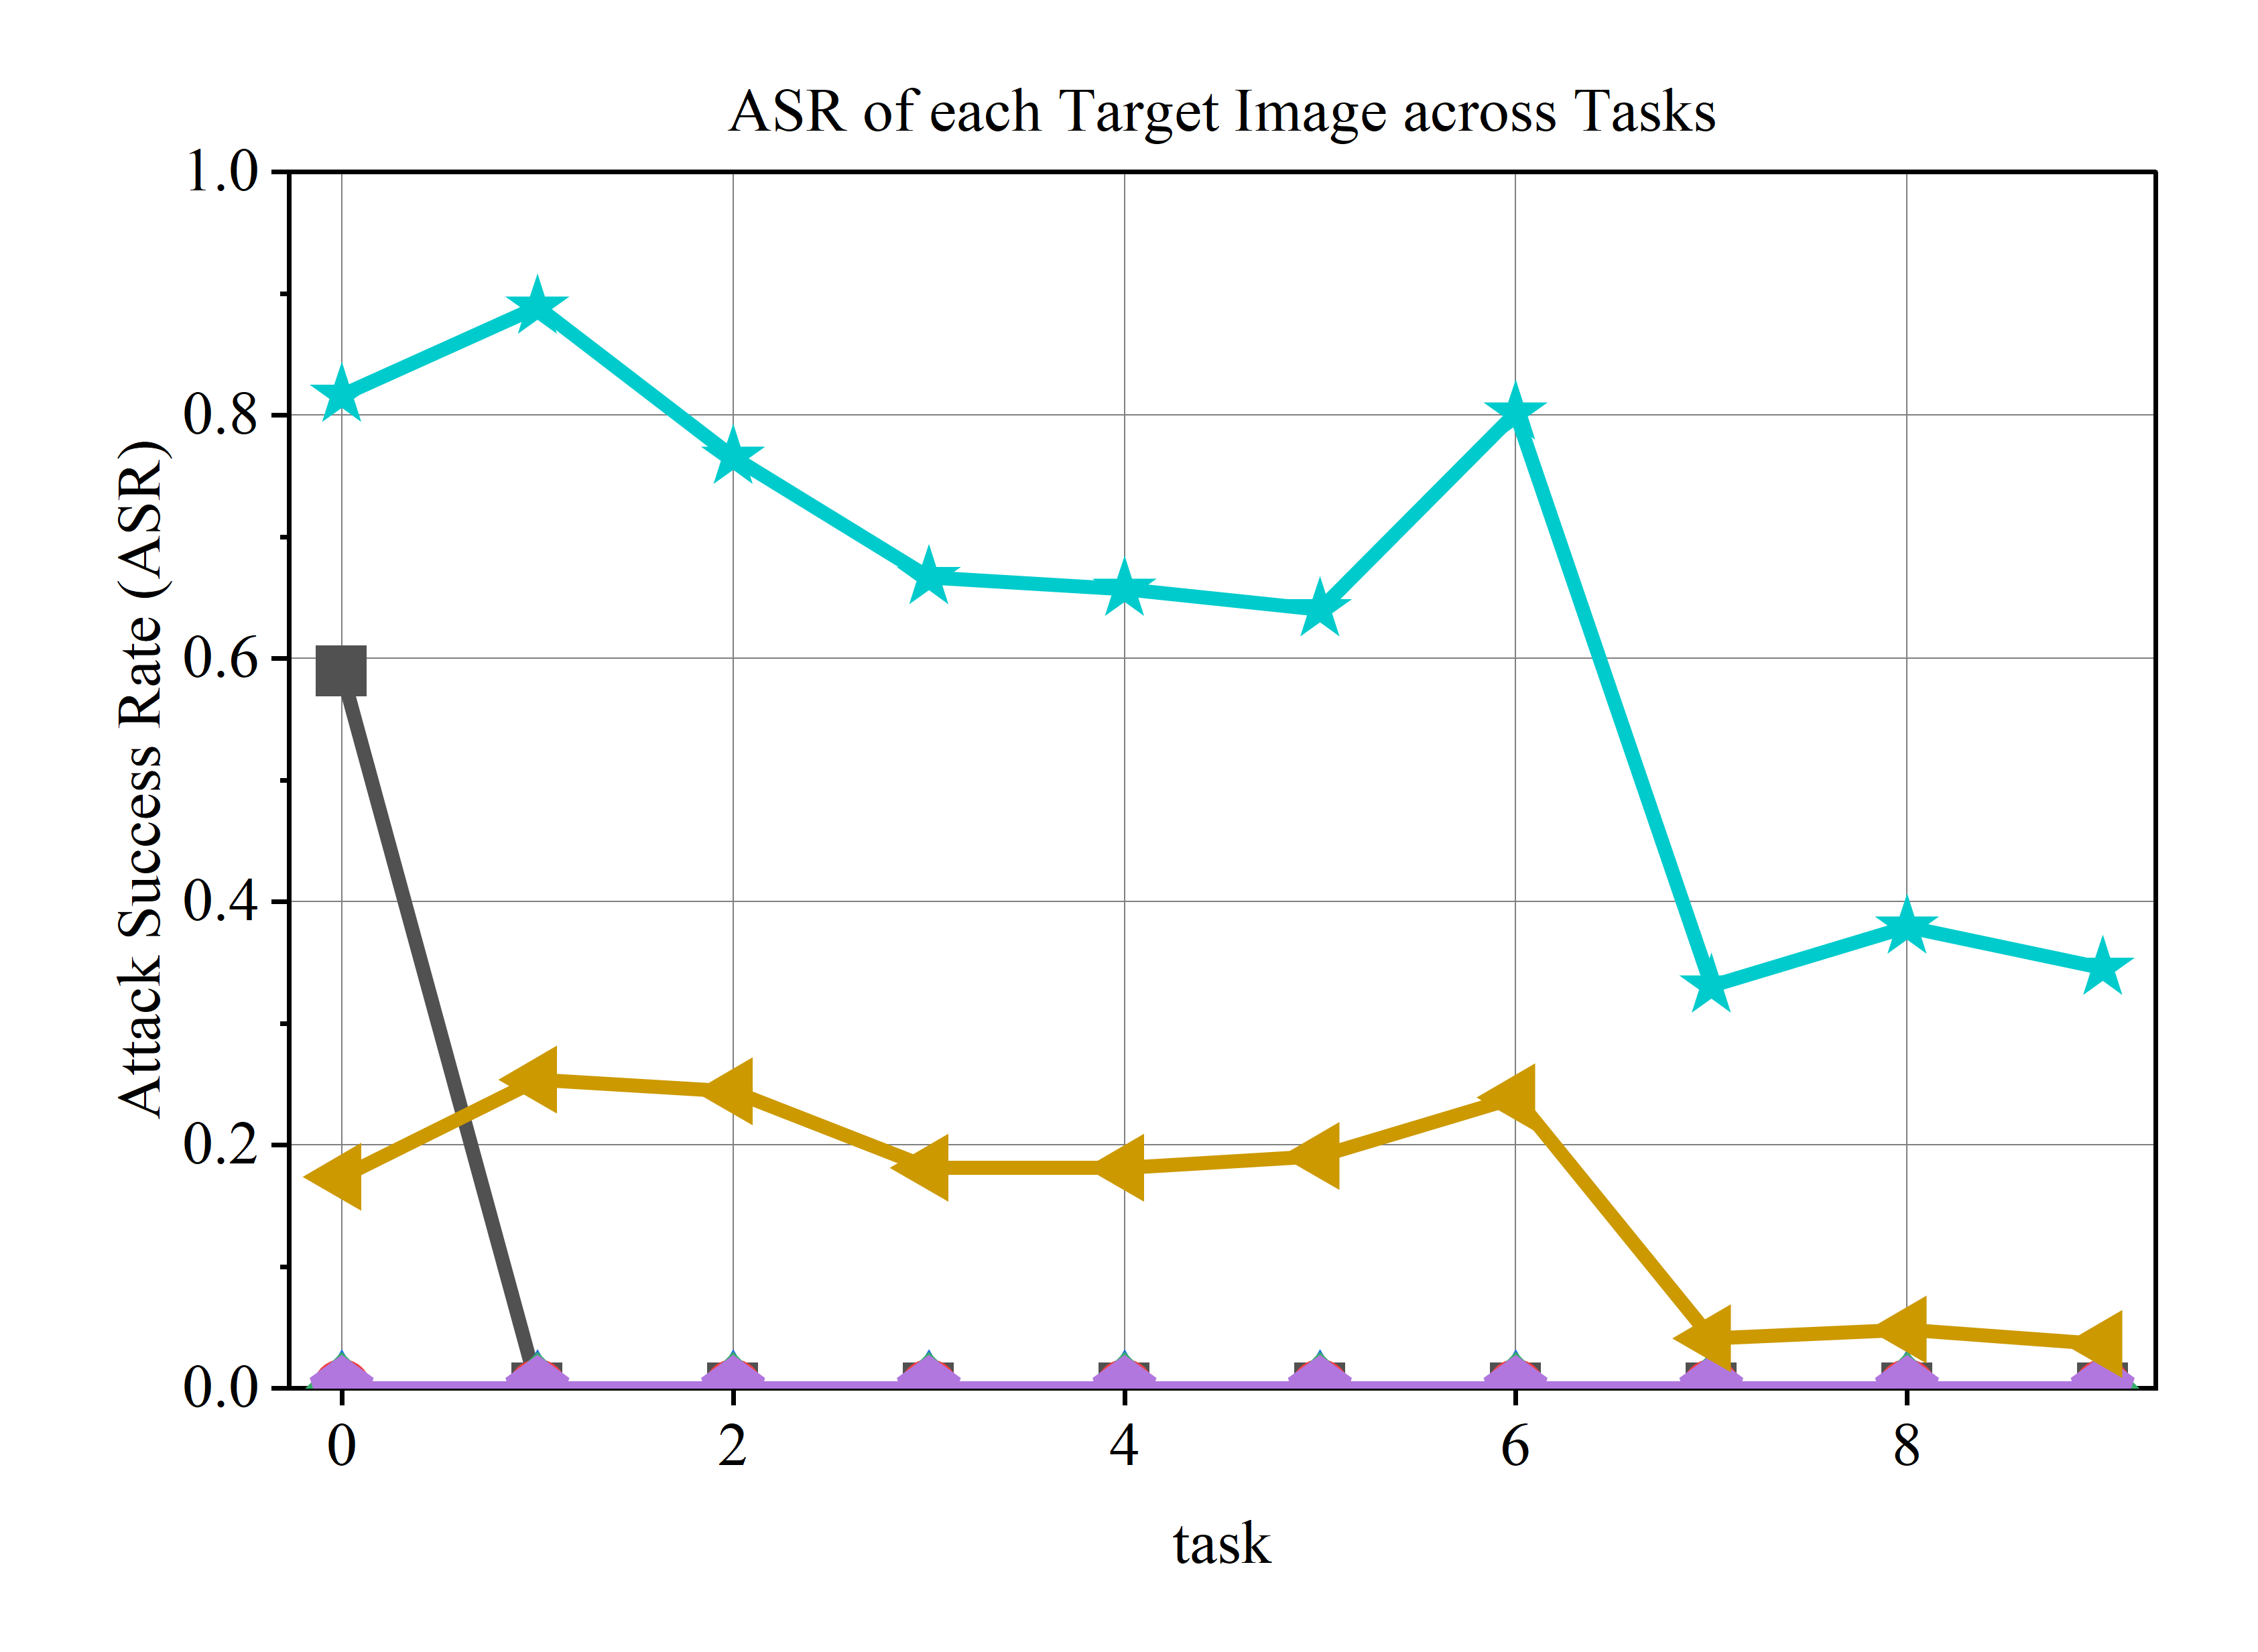 ASR of each Target Image across Tasks
1.0
0.8
0.6
0.4
0.2
0.0
Attack Success Rate (ASR)
0 2 4 6 8
task